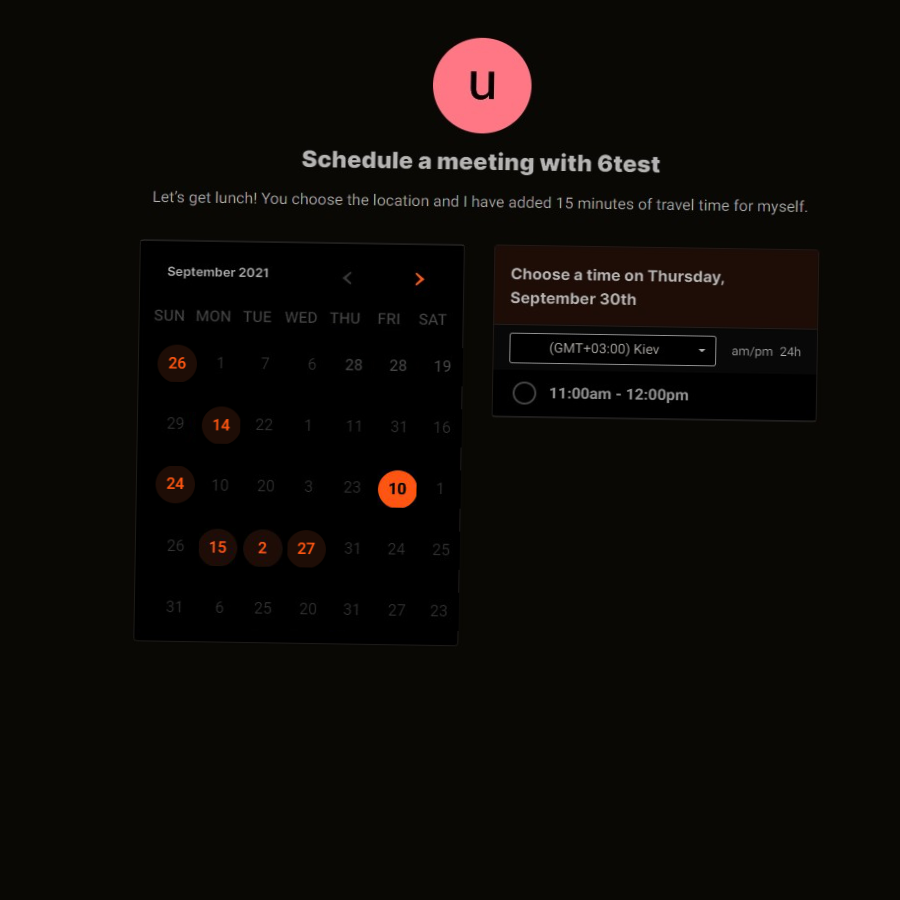 u
Schedule a meeting with 6test
Let's get lunch! You choose the location and I have added 15 minutes of travel time for myself.
September 2021
SUN MON TUE WED THU FRI SAT
26 1 7 6 28 28 19
29 14 22 1 11 31 16
24 10 20 3 23 10 1
26 15 2 27 31 24 25
31 6 25 20 31 27 23
Choose a time on Thursday,
September 30th
(GMT+03:00) Kiev am/pm 24h
11:00am - 12:00pm